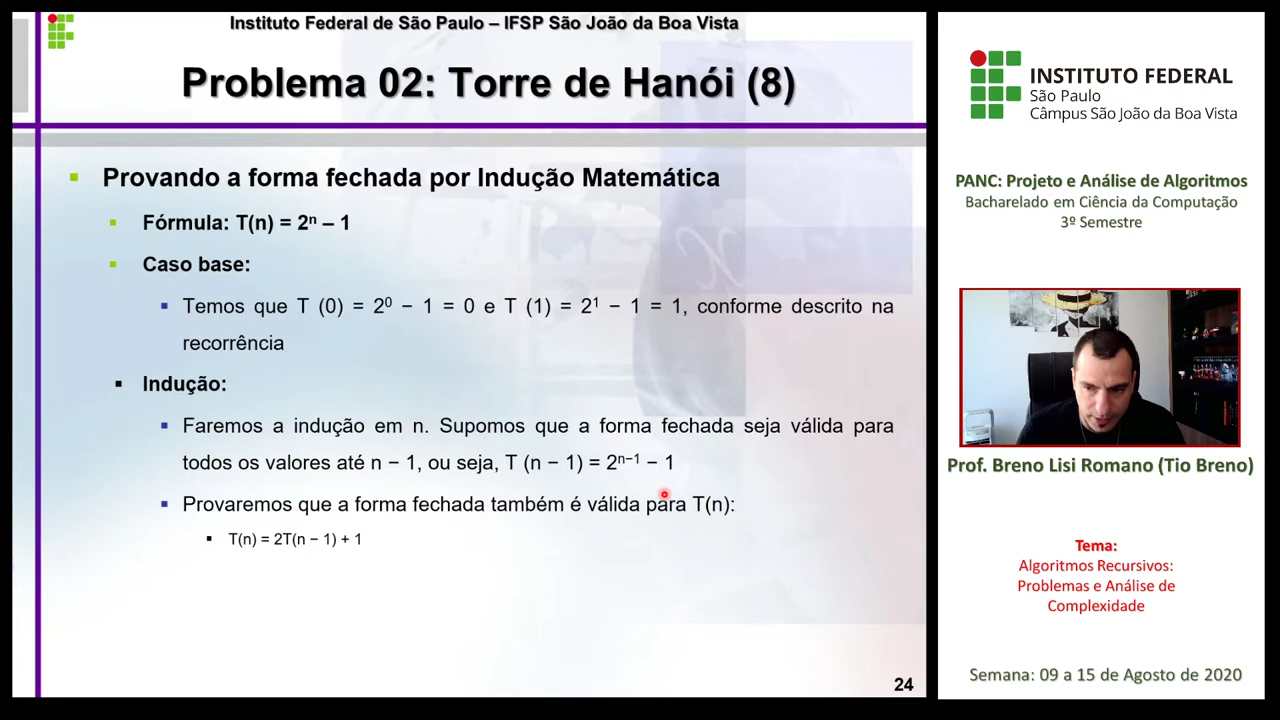 Instituto Federal de São Paulo – IFSP São João da Boa Vista
Problema 02: Torre de Hanói (8)
Provando a forma fechada por Indução Matemática
Fórmula: T(n) = 2ⁿ – 1
Caso base:
Temos que T (0) = 2⁰ − 1 = 0 e T (1) = 2¹ − 1 = 1, conforme descrito na
recorrência
Indução:
Faremos a indução em n. Supomos que a forma fechada seja válida para
todos os valores até n − 1, ou seja, T (n − 1) = 2ⁿ⁻¹ − 1
Provaremos que a forma fechada também é válida para T(n):
T(n) = 2T(n − 1) + 1
24
INSTITUTO FEDERAL
São Paulo
Câmpus São João da Boa Vista
PANC: Projeto e Análise de Algoritmos
Bacharelado em Ciência da Computação
3º Semestre
Prof. Breno Lisi Romano (Tio Breno)
Tema:
Algoritmos Recursivos:
Problemas e Análise de
Complexidade
Semana: 09 a 15 de Agosto de 2020